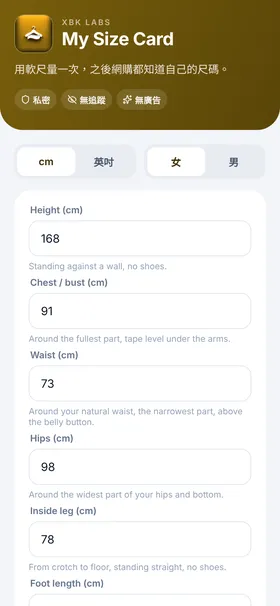 XBK LABS
My Size Card
用軟尺量一次，之後網購都知道自己的尺碼。
私密
無追蹤
無廣告
cm
英吋
女
男
Height (cm)
168
Standing against a wall, no shoes.
Chest / bust (cm)
91
Around the fullest part, tape level under the arms.
Waist (cm)
73
Around your natural waist, the narrowest part, above
the belly button.
Hips (cm)
98
Around the widest part of your hips and bottom.
Inside leg (cm)
78
From crotch to floor, standing straight, no shoes.
Foot length (cm)